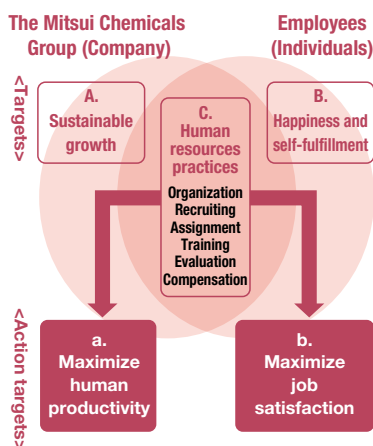 The Mitsui Chemicals
Group (Company)
Employees
(Individuals)
<Targets>
A.
Sustainable
growth
C.
Human
resources
practices
Organization
Recruiting
Assignment
Training
Evaluation
Compensation
B.
Happiness and
self-fulfillment
<Action targets>
a.
Maximize
human
productivity
b.
Maximize
job
satisfaction